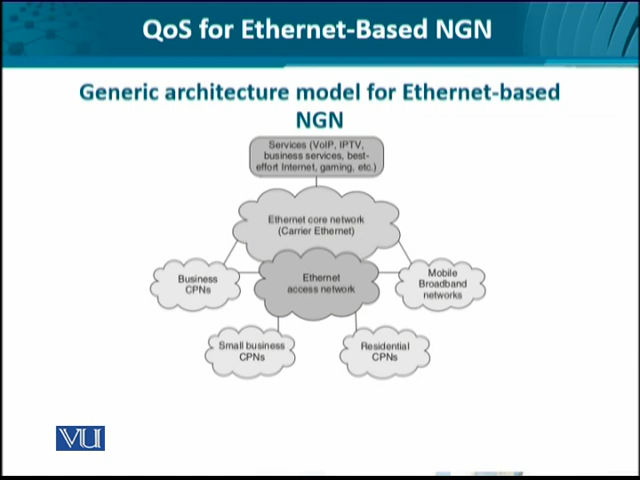 QoS for Ethernet-Based NGN
Generic architecture model for Ethernet-based
NGN
Services (VoIP, IPTV,
business services, best-
effort Internet, gaming, etc.)
Ethernet core network
(Carrier Ethernet)
Business
CPNs
Ethernet
access network
Mobile
Broadband
networks
Small business
CPNs
Residential
CPNs
VU